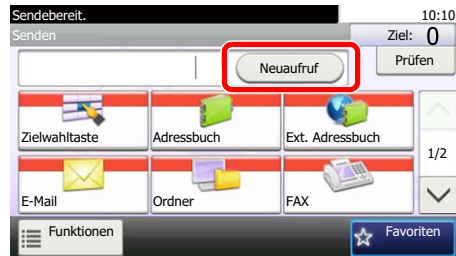 Sendebereit. 10:10
Senden Ziel: 0
Neuaufruf Prüfen
Zielwahltaste Adressbuch Ext. Adressbuch
1/2
E-Mail Ordner FAX
Funktionen Favoriten